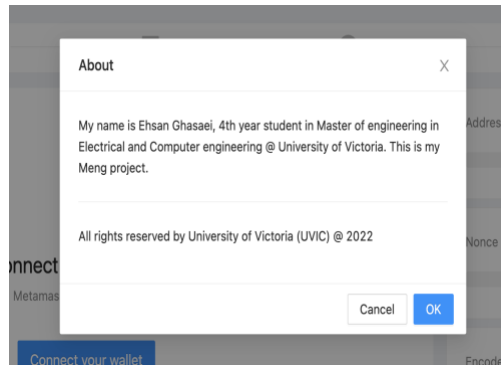 About
X
My name is Ehsan Ghasaei, 4th year student in Master of engineering in
Electrical and Computer engineering @ University of Victoria. This is my
Meng project.
All rights reserved by University of Victoria (UVIC) @ 2022
Cancel
OK
onnect
Metamas
Connect your wallet
Addres
Nonce
Encode